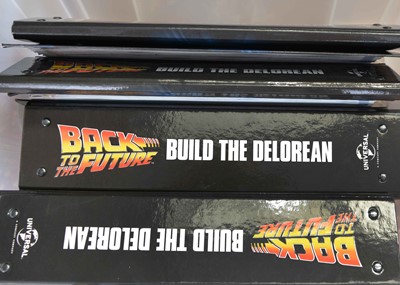 BUILD THE DELOREAN
BACK
TO
THE
FUTURE
BUILD THE DELOREAN
UNIVERSAL
BACK
TO
THE
FUTURE
BUILD THE DELOREAN
UNIVERSAL